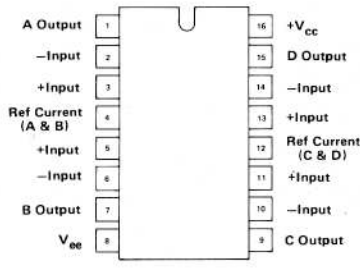 A Output 1 16 +Vcc
−Input 2 15 D Output
+Input 3 14 −Input
Ref Current (A & B) 4 13 +Input
+Input 5 12 Ref Current (C & D)
−Input 6 11 +Input
B Output 7 10 −Input
Vee 8 9 C Output